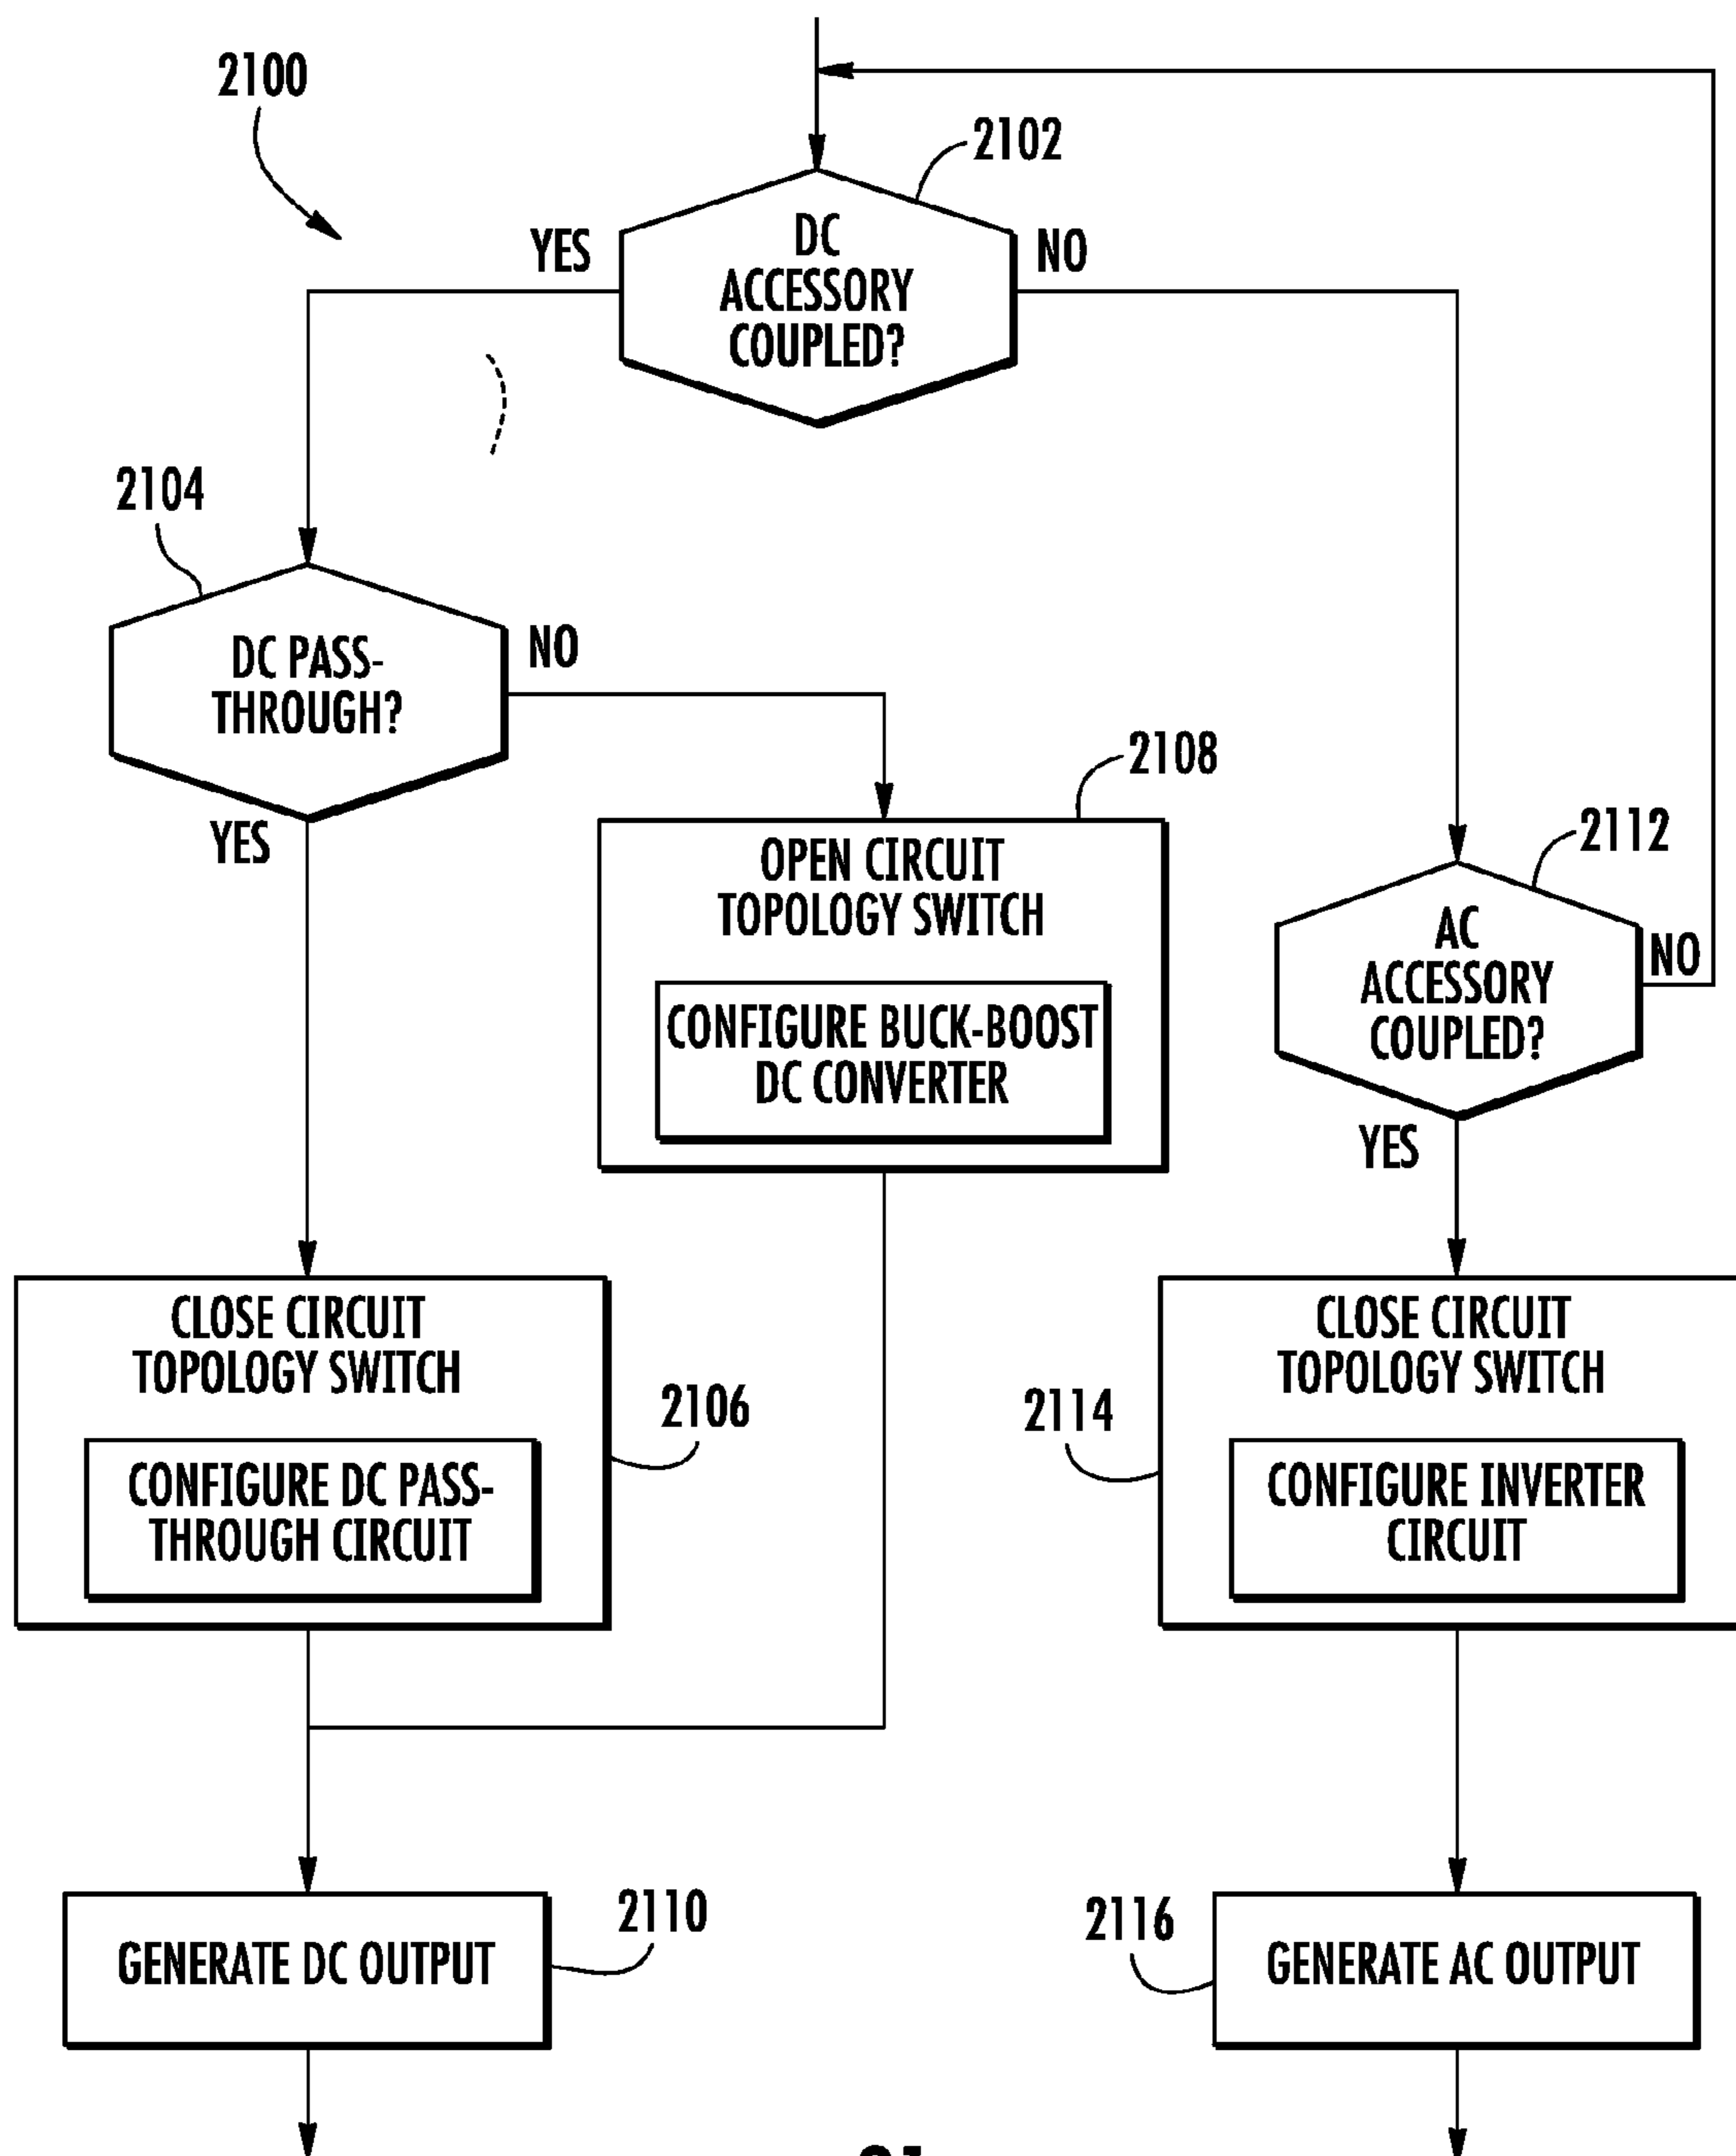 2100
2102
DC
ACCESSORY
COUPLED?
YES
NO
2104
DC PASS-
THROUGH?
NO
YES
2108
OPEN CIRCUIT
TOPOLOGY SWITCH
CONFIGURE BUCK-BOOST
DC CONVERTER
2112
AC
ACCESSORY
COUPLED?
NO
YES
CLOSE CIRCUIT
TOPOLOGY SWITCH
CONFIGURE DC PASS-
THROUGH CIRCUIT
2106
2114
CLOSE CIRCUIT
TOPOLOGY SWITCH
CONFIGURE INVERTER
CIRCUIT
GENERATE DC OUTPUT
2110
2116
GENERATE AC OUTPUT